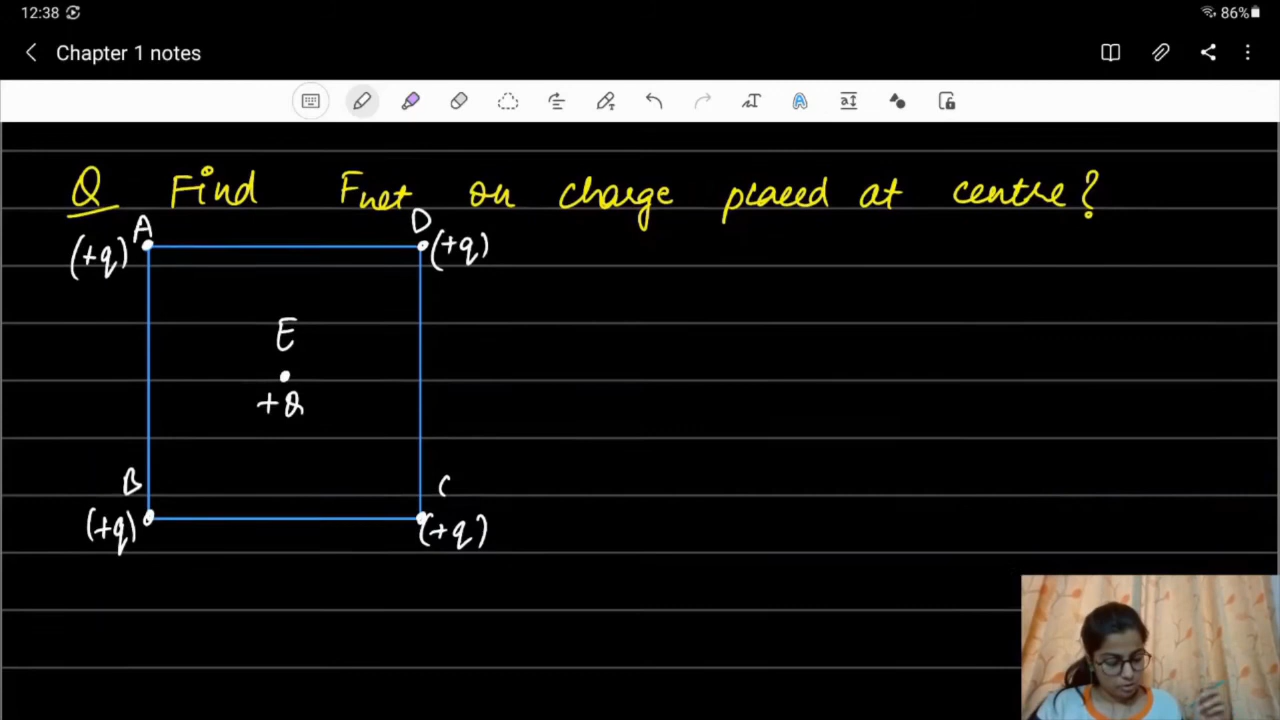 12:38 86%
Chapter 1 notes
Q Find Fnet on charge placed at centre?
A D
(+q) (+q)
E
+Q
B C
(+q) (+q)